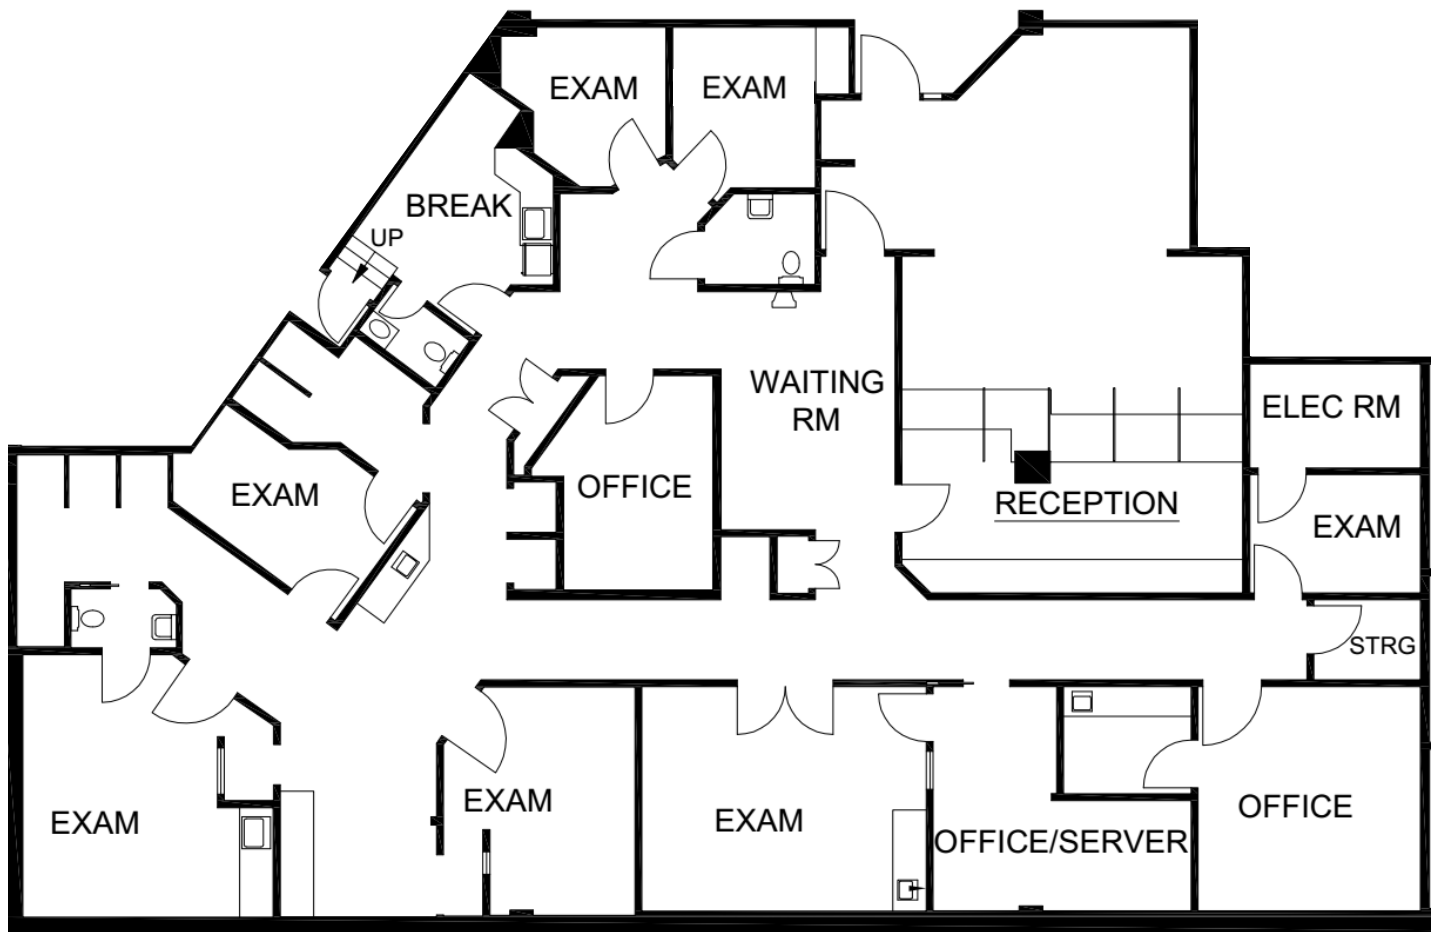 EXAM
EXAM
BREAK
UP
WAITING
RM
ELEC RM
EXAM
OFFICE
RECEPTION
EXAM
STRG
EXAM
EXAM
EXAM
OFFICE/SERVER
OFFICE